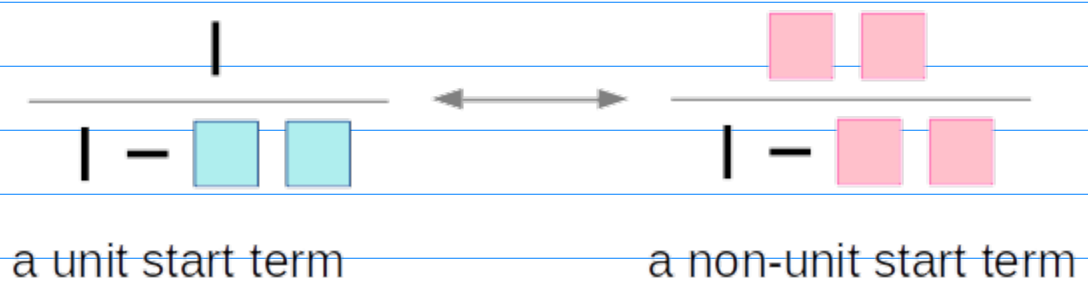 1
1 −
1 −
a unit start term
a non-unit start term